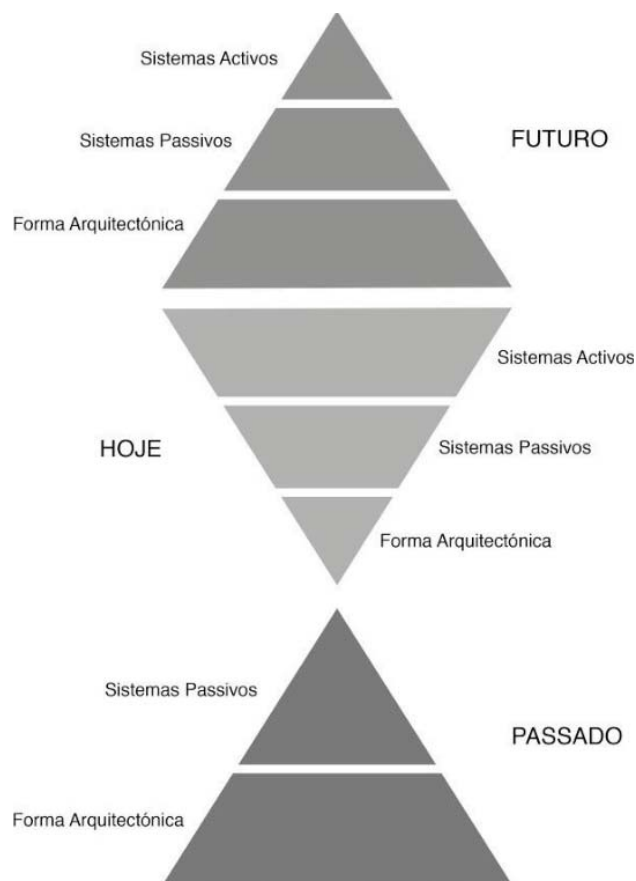 Sistemas Activos
Sistemas Passivos
FUTURO
Forma Arquitectónica
Sistemas Activos
HOJE
Sistemas Passivos
Forma Arquitectónica
Sistemas Passivos
PASSADO
Forma Arquitectónica